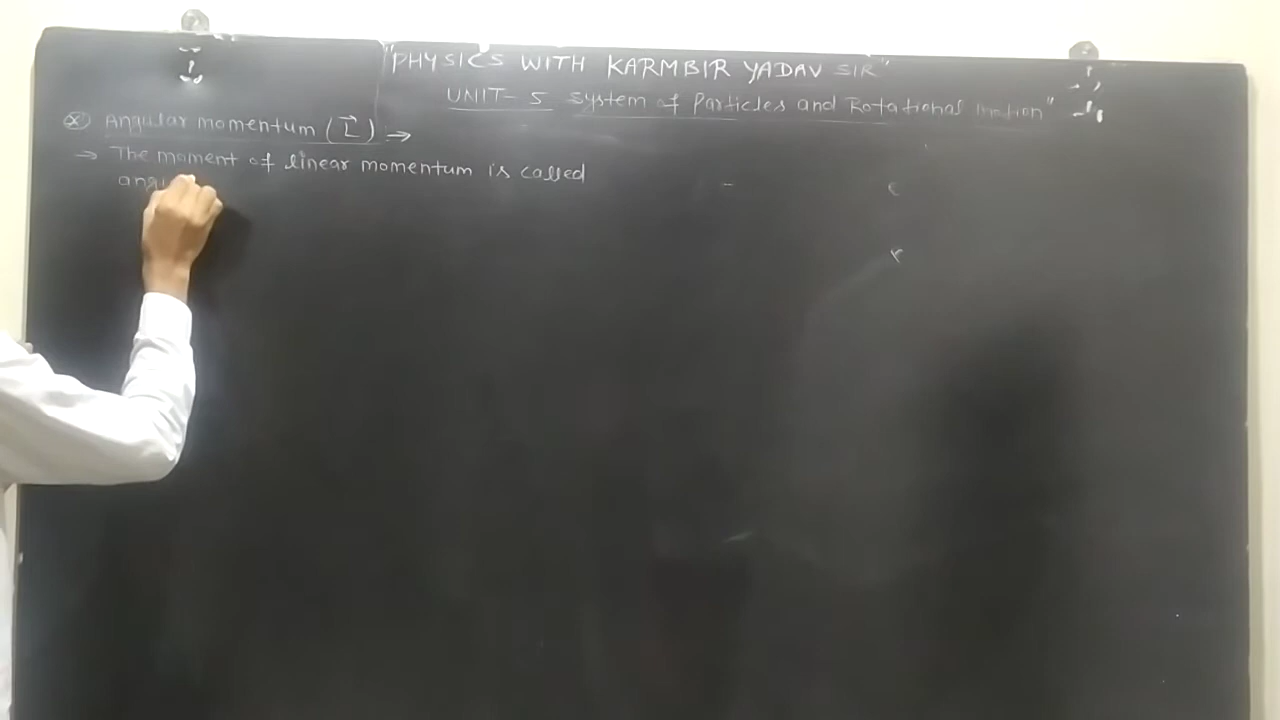 "PHYSICS WITH KARMBIR YADAV SIR"
UNIT- 5 System of Particles and Rotational Motion"
Angular momentum (L⃗) →
→ The moment of linear momentum is called
angu